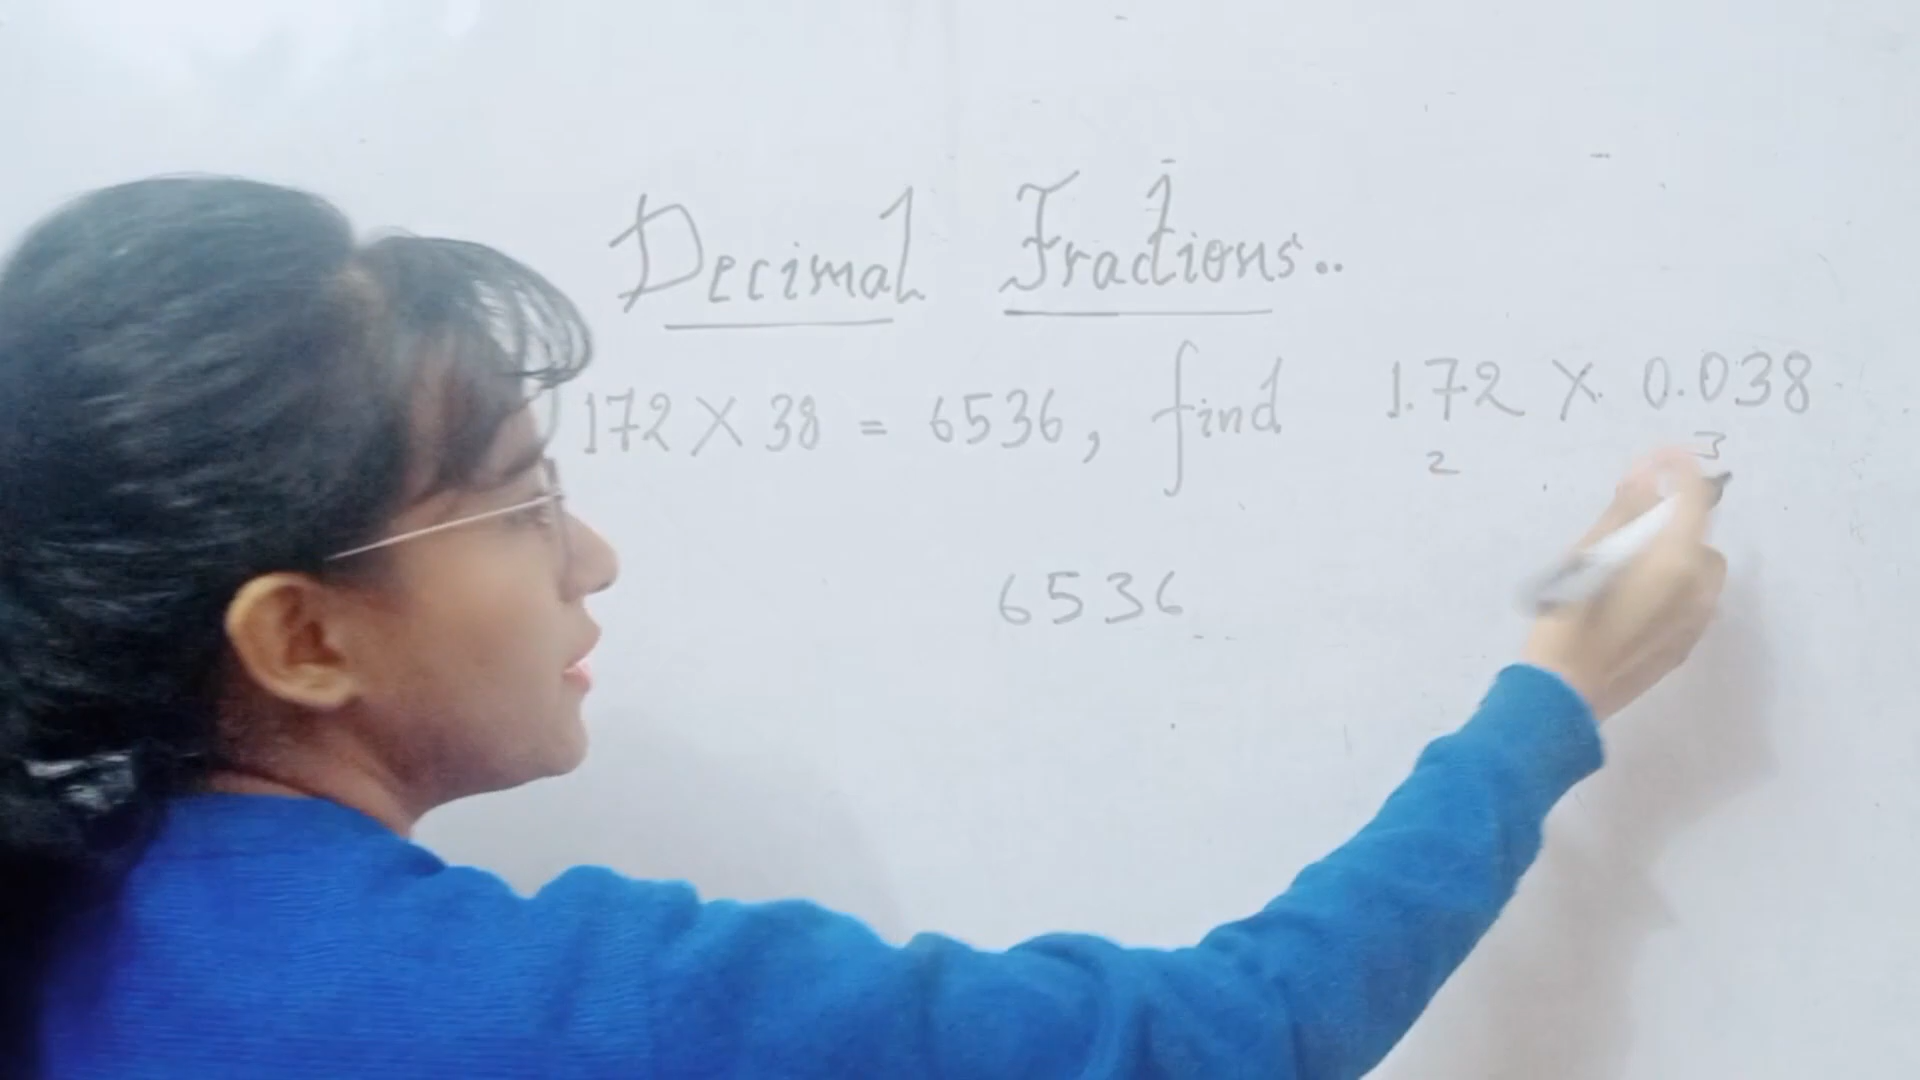 Decimal Fractions..
172 X 38 = 6536, find 1.72 X 0.038
2 3
6536